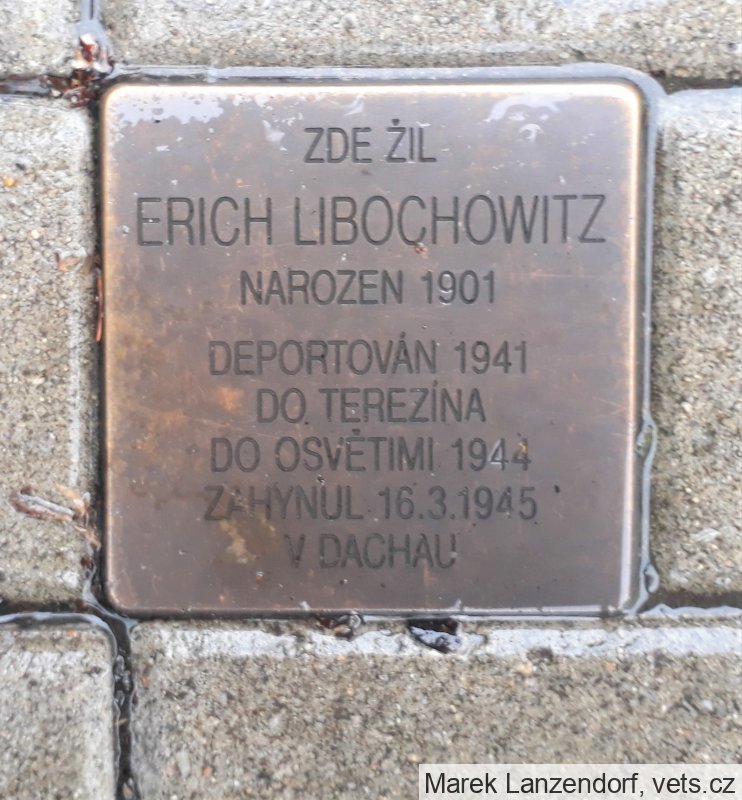 ZDE ŽIL
ERICH LIBOCHOWITZ
NAROZEN 1901
DEPORTOVÁN 1941
DO TEREZÍNA
DO OSVĚTIMI 1944
ZAHYNUL 16.3.1945
V DACHAU
Marek Lanzendorf, vets.cz